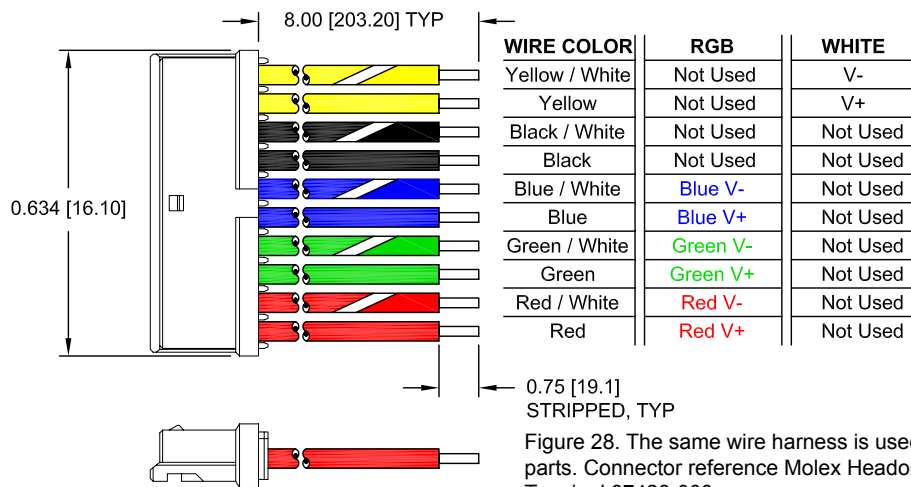 8.00 [203.20] TYP
WIRE COLOR RGB WHITE
Yellow / White Not Used V-
Yellow Not Used V+
Black / White Not Used Not Used
Black Not Used Not Used
Blue / White Blue V- Not Used
Blue Blue V+ Not Used
Green / White Green V- Not Used
Green Green V+ Not Used
Red / White Red V- Not Used
Red Red V+ Not Used
0.634 [16.10]
0.75 [19.1]
STRIPPED, TYP
Figure 28. The same wire harness is used
parts. Connector reference Molex